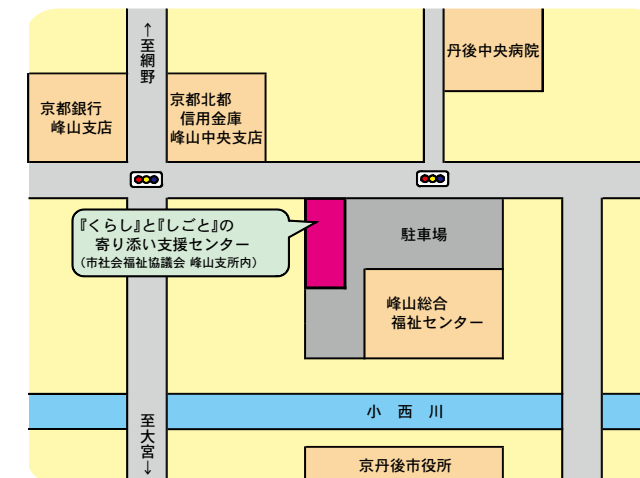 ↑至網野
丹後中央病院
京都銀行
峰山支店
京都北都
信用金庫
峰山中央支店
『くらし』と『しごと』の
寄り添い支援センター
(市社会福祉協議会 峰山支所内)
駐車場
峰山総合
福祉センター
小西川
至大宮↓
京丹後市役所